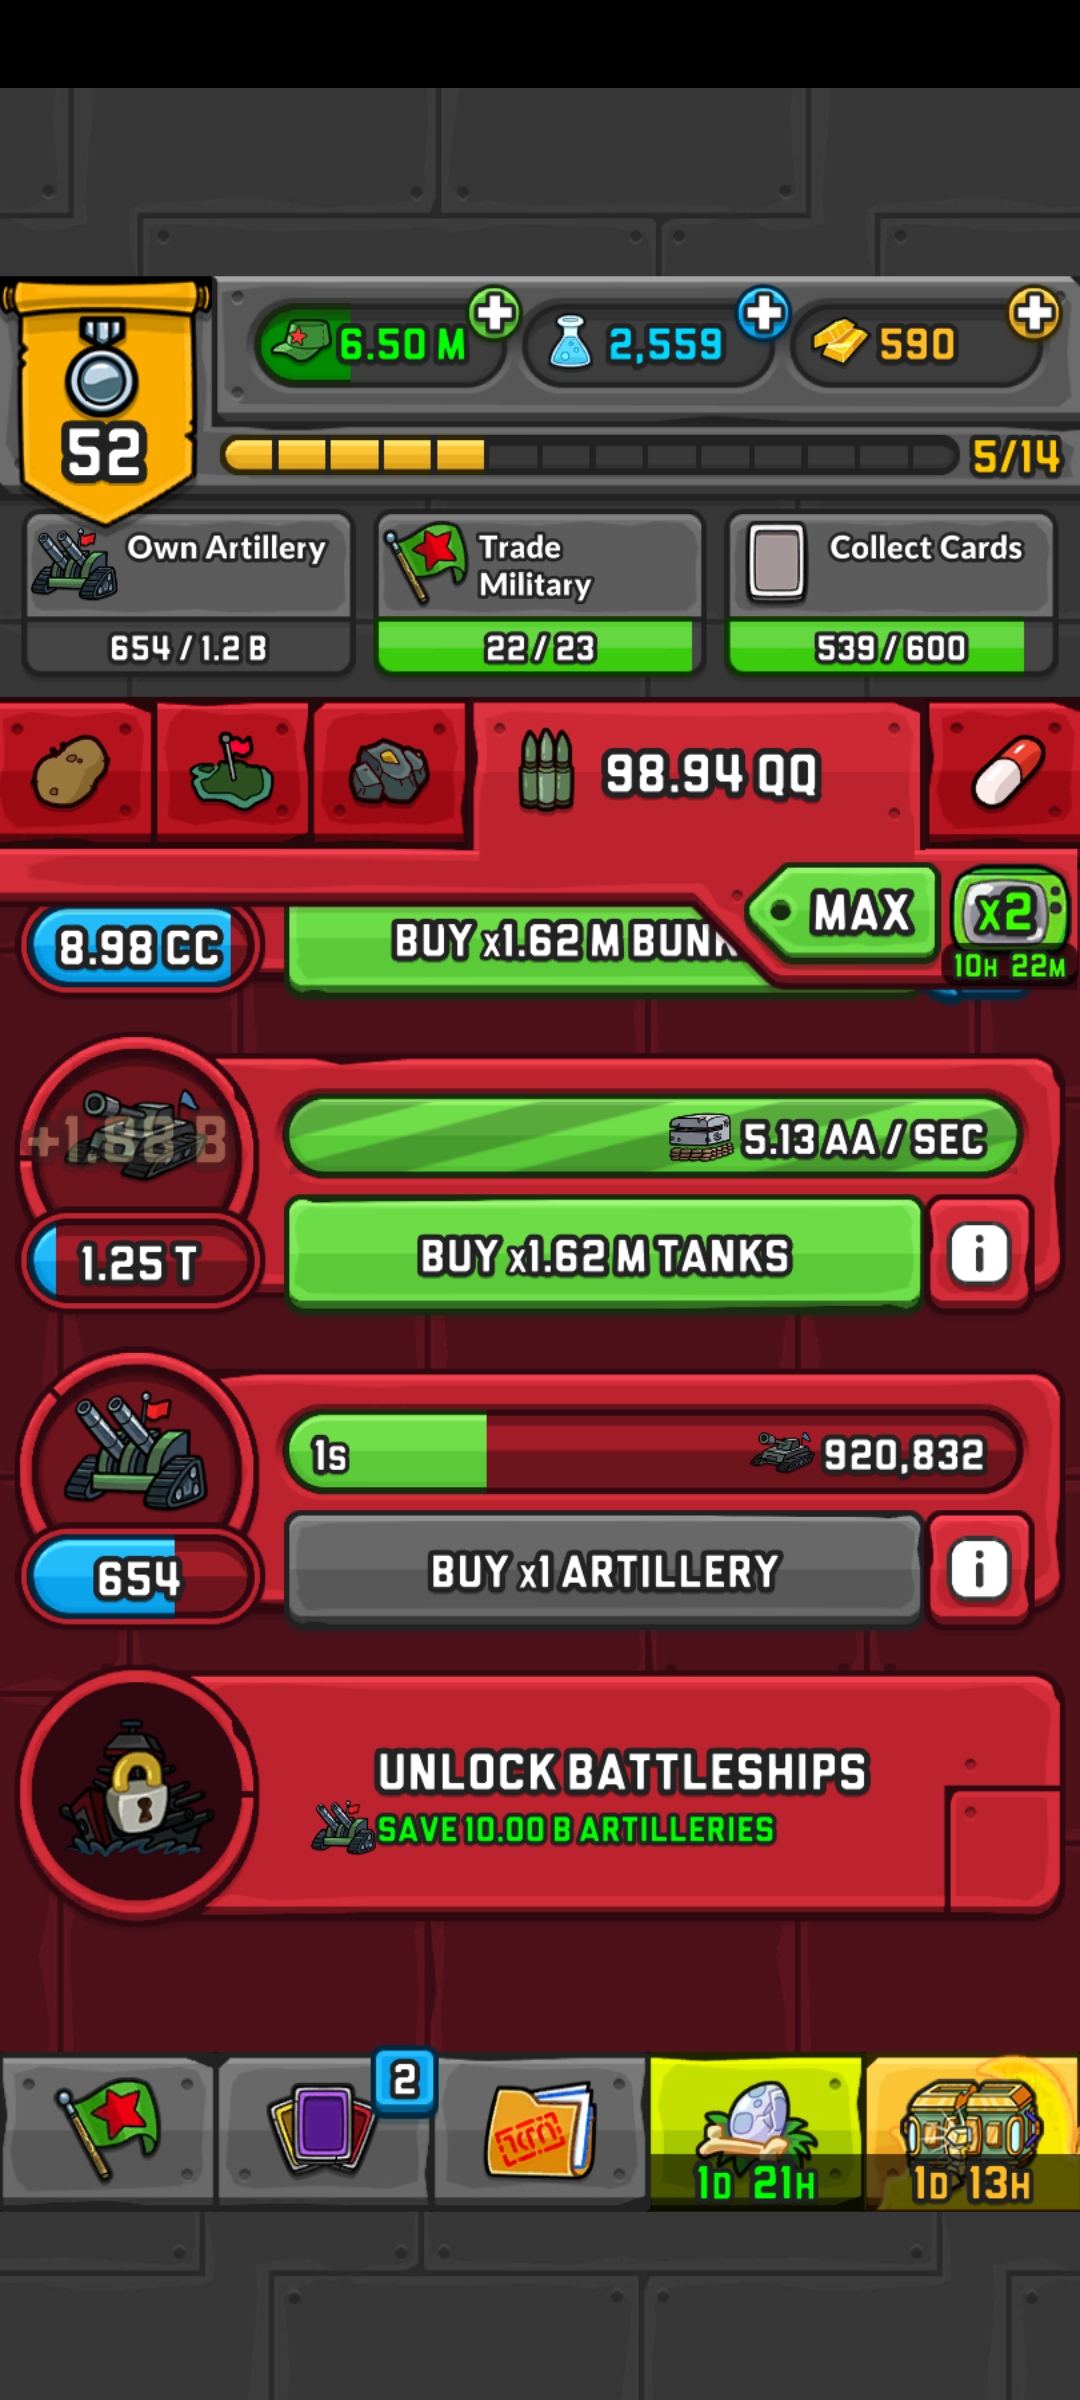 6.50 M
2,559
590
52
5/14
Own Artillery
654 / 1.2 B
Trade
Military
22 / 23
Collect Cards
539 / 600
98.94 QQ
MAX
x2
10H 22M
8.98 CC
BUY x1.62 M BUNK
+1.88 B
5.13 AA / SEC
1.25 T
BUY x1.62 M TANKS
i
1s
920,832
654
BUY x1 ARTILLERY
i
UNLOCK BATTLESHIPS
SAVE 10.00 B ARTILLERIES
2
1D 21H
1D 13H